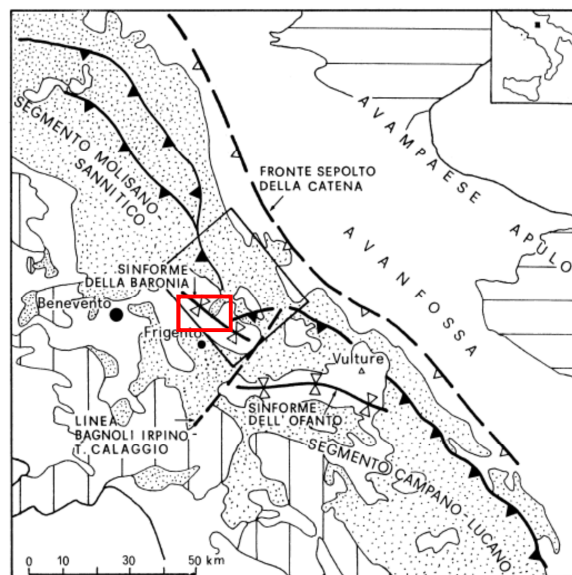 SEGMENTO MOLISANO-
SANNITICO
AVAMPAESE APULO
FRONTE SEPOLTO
DELLA CATENA
AVANFOSSA
SINFORME
DELLA BARONIA
Benevento
Frigento
Vulture
LINEA
BAGNOLI IRPINO-
T. CALAGGIO
SINFORME
DELL'OFANTO
SEGMENTO CAMPANO-LUCANO
0 10 20 50 km